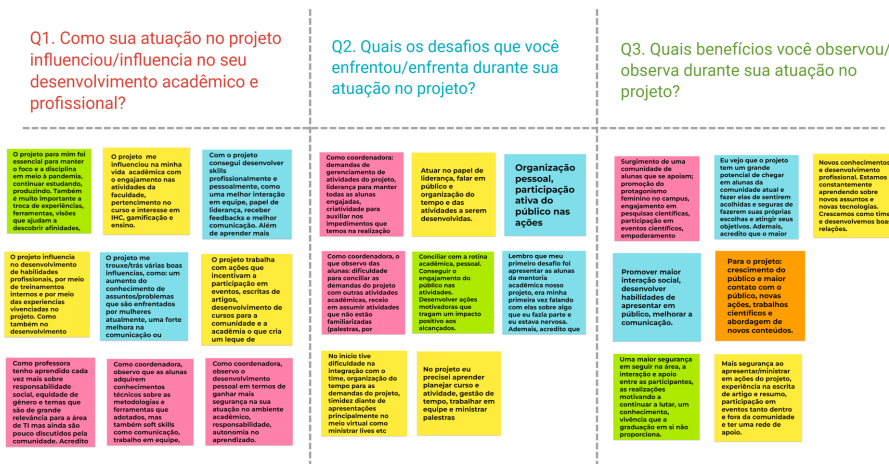 Q1. Como sua atuação no projeto
influenciou/influencia no seu
desenvolvimento acadêmico e
profissional?
O projeto para mim foi
essencial para manter
o foco e a disciplina
em meio à pandemia,
continuar estudando,
produzindo. Também
é muito importante a
troca de experiências,
ferramentas, visões
que ajudam a
descobrir afinidades,
O projeto me
influenciou na minha
vida acadêmica com
o engajamento nas
atividades da
faculdade,
pertencimento no
curso e interesse em
IHC, gamificação e
ensino.
Com o projeto
consegui desenvolver
skills
profissionalmente e
pessoalmente, como
uma melhor interação
em equipe, papel de
liderança, receber
feedbacks e melhor
comunicação. Além
de aprender mais
O projeto influencia
no desenvolvimento
de habilidades
profissionais, por meio
de treinamentos
internos e por meio
das experiencias
vivenciadas no
projeto. Como
também no
desenvolvimento
O projeto me
trouxe/trás várias boas
influencias, como: um
aumento do
conhecimento de
assuntos/problemas
que são enfrentados
por mulheres
atualmente, uma forte
melhora na
comunicação ou
O projeto trabalha
com ações que
incentivam a
participação em
eventos, escritas de
artigos,
desenvolvimento de
cursos para a
comunidade e a
acadêmia o que cria
um leque de
Como professora
tenho aprendido cada
vez mais sobre
responsabilidade
social, equidade de
gênero e temas que
são de grande
relevância para a área
de TI mas ainda são
pouco discutidos pela
comunidade. Acredito
Como coordenadora,
observo que as alunas
adquirem
conhecimentos
técnicos sobre as
metodologias e
ferramentas que
adotados, mas
também soft skills
como comunicação,
trabalho em equipe,
Como coordenadora,
observo o
desenvolvimento
pessoal em termos de
ganhar mais
segurança na sua
atuação no ambiente
acadêmico,
responsabilidade,
autonomia no
aprendizado.
Q2. Quais os desafios que você
enfrentou/enfrenta durante sua
atuação no projeto?
Como coordenadora:
demandas de
gerenciamento de
atividades do projeto,
liderança para manter
todas as alunas
engajadas,
criatividade para
auxiliar nos
impedimentos que
temos na realização
Atuar no papel de
liderança, falar em
público e
organização do
tempo e das
atividades a serem
desenvolvidas.
Organização
pessoal,
participação
ativa do
público nas
ações
Como coordenadora, o
que observo das
alunas: dificuldade
para conciliar as
demandas do projeto
com outras atividades
acadêmicas, receio
em assumir atividades
que não estão
familiarizadas
(palestras, por
Conciliar com a rotina
acadêmica, pessoal.
Conseguir o
engajamento do
público nas
atividades.
Desenvolver ações
motivadoras que
tragam um impacto
positivo aos
alcançados.
Lembro que meu
primeiro desafio foi
apresentar as alunas
da mentoria
acadêmica nosso
projeto, era minha
primeira vez falando
com elas sobre algo
que eu fazia parte e
eu estava nervosa.
Ademais, acredito que
No início tive
dificuldade na
integração com o
time, organização do
tempo para as
demandas do projeto,
timidez diante de
apresentações
principalmente no
meio virtual como
ministrar lives etc
No projeto eu
precisei aprender
planejar curso e
atividade, gestão de
tempo, trabalhar em
equipe e ministrar
palestras
Q3. Quais benefícios você observou/
observa durante sua atuação no
projeto?
Surgimento de uma
comunidade de
alunas que se apoiam;
promoção do
protagonismo
feminino no campus,
engajamento em
pesquisas científicas,
participação em
eventos científicos,
empoderamento
Eu vejo que o projeto
tem um grande
potencial de chegar
em alunas da
comunidade atual e
fazer elas de sentirem
acolhidas e seguras de
fazerem suas próprias
escolhas e atingir seus
objetivos. Ademais,
acredito que o maior
Novos conhecimentos
e desenvolvimento
profissional. Estamos
constantemente
aprendendo sobre
novos assuntos e
novas tecnologias.
Crescemos como time
e desenvolvemos boas
relações.
Promover maior
interação social,
desenvolver
habilidades de
apresentar em
público, melhorar a
comunicação.
Para o projeto:
crescimento do
público e maior
contato com o
público, novas
ações, trabalhos
científicos e
abordagem de
novos conteúdos.
Uma maior segurança
em seguir na área, a
interação e apoio
entre as participantes,
as realizações
motivando a
continuar a lutar, um
conhecimento,
vivência que a
graduação em si não
proporciona.
Mais segurança ao
apresentar/ministrar
em ações do projeto,
experiência na escrita
de artigo e resumo,
participação em
eventos tanto dentro
e fora da comunidade
e ter uma rede de
apoio.